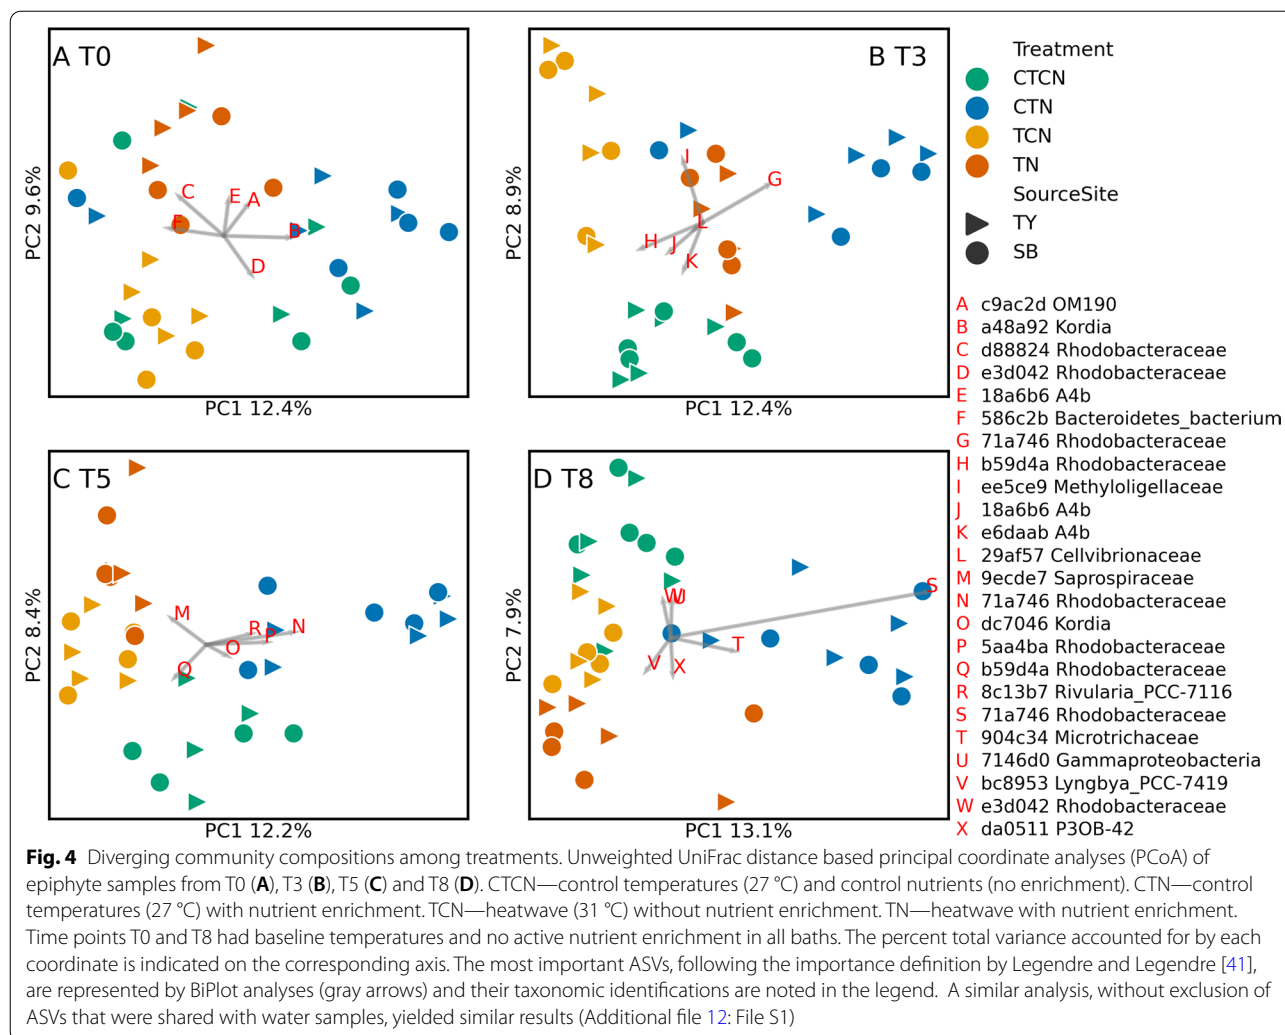 A T0
PC2 9.6%
PC1 12.4%
C
E
A
F
B
D
B T3
PC2 8.9%
PC1 12.4%
I
G
L
H
J
K
C T5
PC2 8.4%
PC1 12.2%
M
R
N
P
O
Q
D T8
PC2 7.9%
PC1 13.1%
S
W
U
T
V
X
Treatment
CTCN
CTN
TCN
TN
SourceSite
TY
SB
A c9ac2d OM190
B a48a92 Kordia
C d88824 Rhodobacteraceae
D e3d042 Rhodobacteraceae
E 18a6b6 A4b
F 586c2b Bacteroidetes_bacterium
G 71a746 Rhodobacteraceae
H b59d4a Rhodobacteraceae
I ee5ce9 Methyloligellaceae
J 18a6b6 A4b
K e6daab A4b
L 29af57 Cellvibrionaceae
M 9ecde7 Saprospiraceae
N 71a746 Rhodobacteraceae
O dc7046 Kordia
P 5aa4ba Rhodobacteraceae
Q b59d4a Rhodobacteraceae
R 8c13b7 Rivularia_PCC-7116
S 71a746 Rhodobacteraceae
T 904c34 Microtrichaceae
U 7146d0 Gammaproteobacteria
V bc8953 Lyngbya_PCC-7419
W e3d042 Rhodobacteraceae
X da0511 P3OB-42
Fig. 4 Diverging community compositions among treatments. Unweighted UniFrac distance based principal coordinate analyses (PCoA) of
epiphyte samples from T0 (A), T3 (B), T5 (C) and T8 (D). CTCN—control temperatures (27 °C) and control nutrients (no enrichment). CTN—control
temperatures (27 °C) with nutrient enrichment. TCN—heatwave (31 °C) without nutrient enrichment. TN—heatwave with nutrient enrichment.
Time points T0 and T8 had baseline temperatures and no active nutrient enrichment in all baths. The percent total variance accounted for by each
coordinate is indicated on the corresponding axis. The most important ASVs, following the importance definition by Legendre and Legendre [41],
are represented by BiPlot analyses (gray arrows) and their taxonomic identifications are noted in the legend. A similar analysis, without exclusion of
ASVs that were shared with water samples, yielded similar results (Additional file 12: File S1)